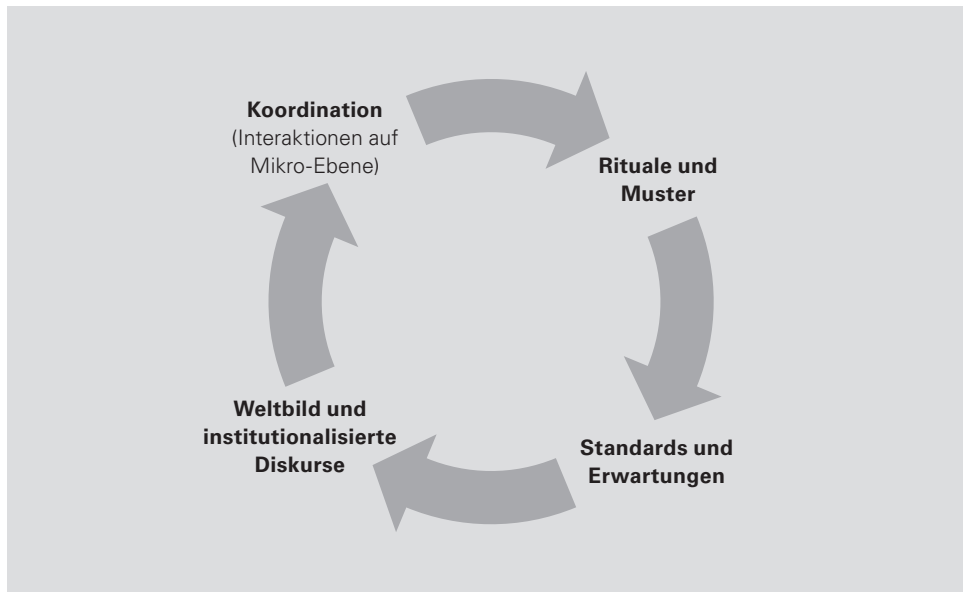 Koordination
(Interaktionen auf
Mikro-Ebene)
Rituale und
Muster
Standards und
Erwartungen
Weltbild und
institutionalisierte
Diskurse